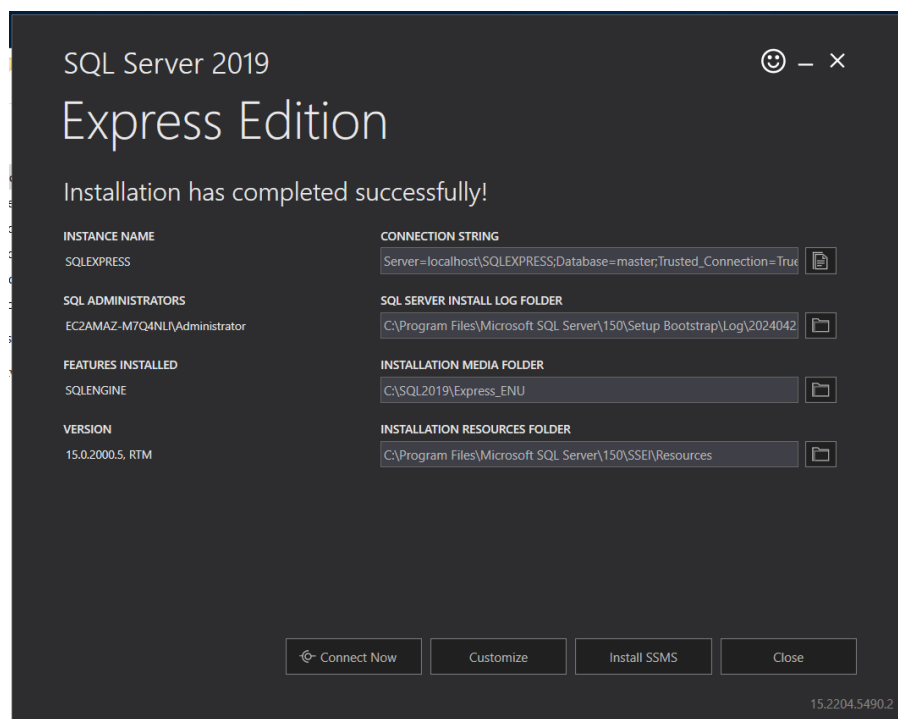 SQL Server 2019
Express Edition
Installation has completed successfully!
INSTANCE NAME
SQLEXPRESS
CONNECTION STRING
Server=localhost\SQLEXPRESS;Database=master;Trusted_Connection=True
SQL ADMINISTRATORS
EC2AMAZ-M7Q4NLI\Administrator
SQL SERVER INSTALL LOG FOLDER
C:\Program Files\Microsoft SQL Server\150\Setup Bootstrap\Log\2024042
FEATURES INSTALLED
SQLENGINE
INSTALLATION MEDIA FOLDER
C:\SQL2019\Express_ENU
VERSION
15.0.2000.5, RTM
INSTALLATION RESOURCES FOLDER
C:\Program Files\Microsoft SQL Server\150\SSEI\Resources
Connect Now
Customize
Install SSMS
Close
15.2204.5490.2